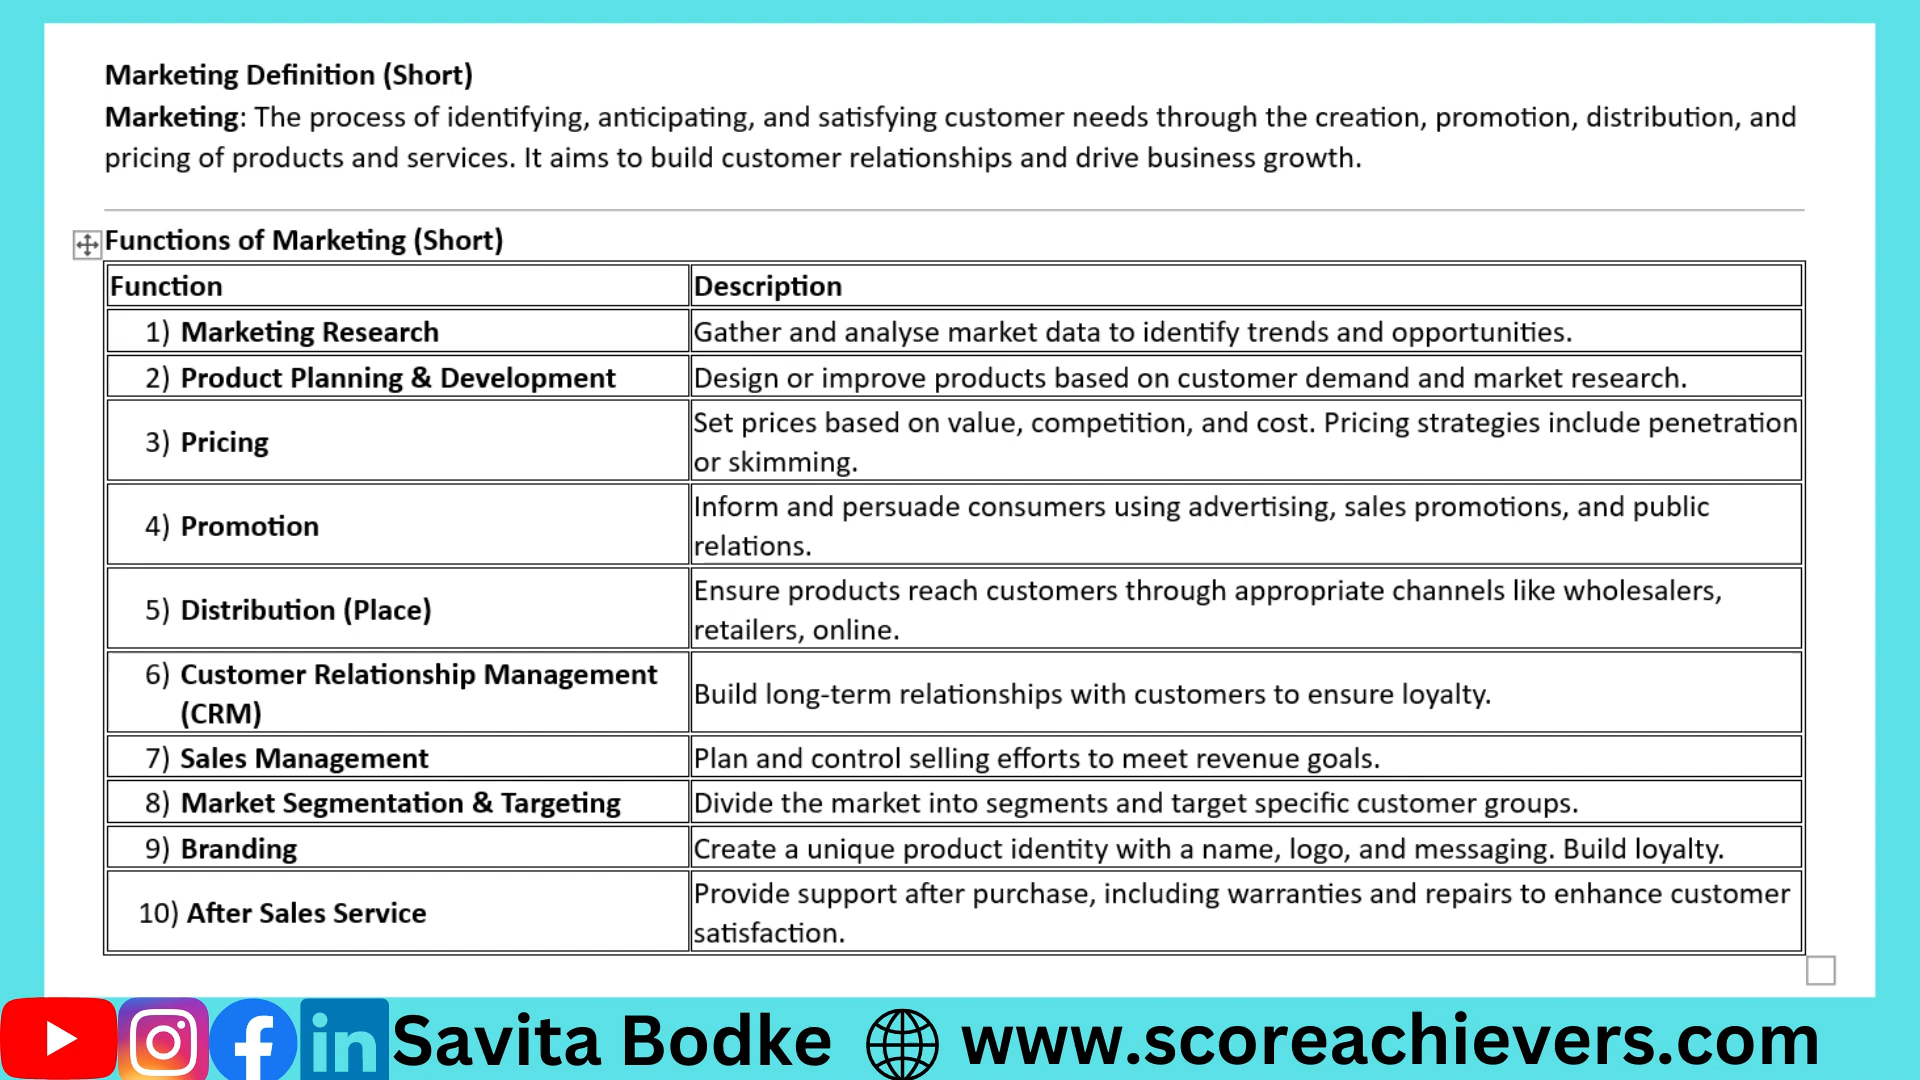 Marketing Definition (Short)
Marketing: The process of identifying, anticipating, and satisfying customer needs through the creation, promotion, distribution, and
pricing of products and services. It aims to build customer relationships and drive business growth.
Functions of Marketing (Short)
Function Description
1) Marketing Research Gather and analyse market data to identify trends and opportunities.
2) Product Planning & Development Design or improve products based on customer demand and market research.
3) Pricing Set prices based on value, competition, and cost. Pricing strategies include penetration
or skimming.
4) Promotion Inform and persuade consumers using advertising, sales promotions, and public
relations.
5) Distribution (Place) Ensure products reach customers through appropriate channels like wholesalers,
retailers, online.
6) Customer Relationship Management
(CRM) Build long-term relationships with customers to ensure loyalty.
7) Sales Management Plan and control selling efforts to meet revenue goals.
8) Market Segmentation & Targeting Divide the market into segments and target specific customer groups.
9) Branding Create a unique product identity with a name, logo, and messaging. Build loyalty.
10) After Sales Service Provide support after purchase, including warranties and repairs to enhance customer
satisfaction.
in Savita Bodke www.scoreachievers.com